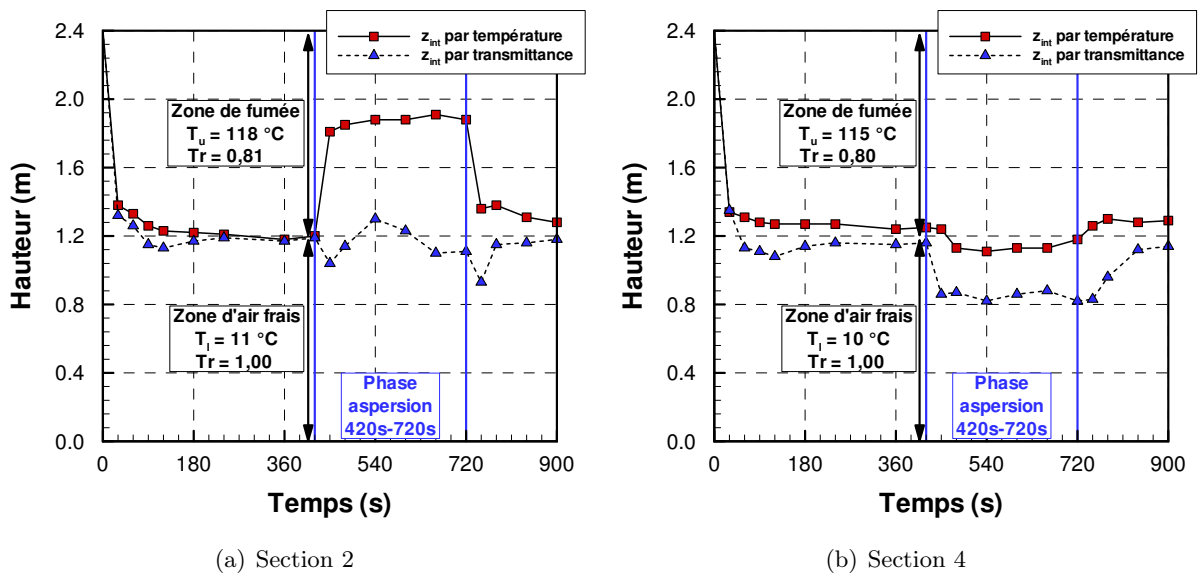 z_int par température
z_int par transmittance
2.4
2.0
1.6
1.2
0.8
0.4
0.0
Hauteur (m)
Zone de fumée
T_u = 118 °C
Tr = 0,81
Zone d'air frais
T_l = 11 °C
Tr = 1,00
Phase
aspersion
420s-720s
0 180 360 540 720 900
Temps (s)
(a) Section 2
z_int par température
z_int par transmittance
2.4
2.0
1.6
1.2
0.8
0.4
0.0
Hauteur (m)
Zone de fumée
T_u = 115 °C
Tr = 0,80
Zone d'air frais
T_l = 10 °C
Tr = 1,00
Phase
aspersion
420s-720s
0 180 360 540 720 900
Temps (s)
(b) Section 4